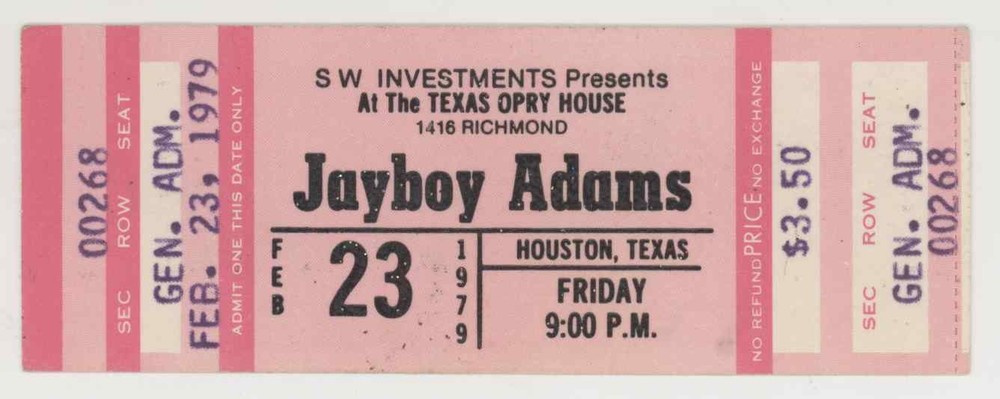 00268
SEC ROW SEAT
GEN. ADM.
FEB. 23, 1979
ADMIT ONE THIS DATE ONLY
S W INVESTMENTS Presents
At The TEXAS OPRY HOUSE
1416 RICHMOND
Jayboy Adams
FEB
23
1979
HOUSTON, TEXAS
FRIDAY
9:00 P.M.
NO REFUND PRICE NO EXCHANGE
$3.50
SEC ROW SEAT
GEN. ADM.
00268